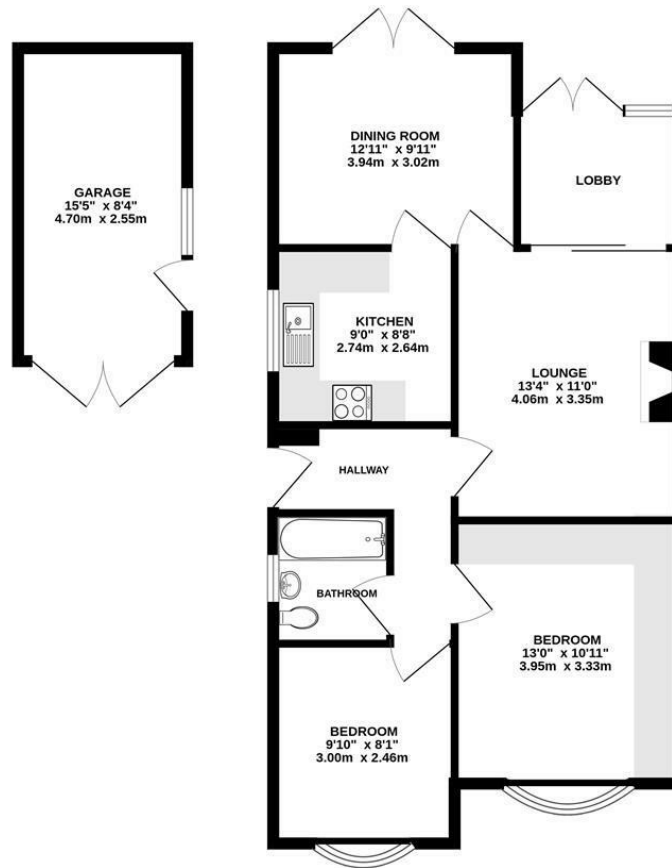 DINING ROOM
12'11" x 9'11"
3.94m x 3.02m
GARAGE
15'5" x 8'4"
4.70m x 2.55m
LOBBY
KITCHEN
9'0" x 8'8"
2.74m x 2.64m
LOUNGE
13'4" x 11'0"
4.06m x 3.35m
HALLWAY
BATHROOM
BEDROOM
13'0" x 10'11"
3.95m x 3.33m
BEDROOM
9'10" x 8'1"
3.00m x 2.46m